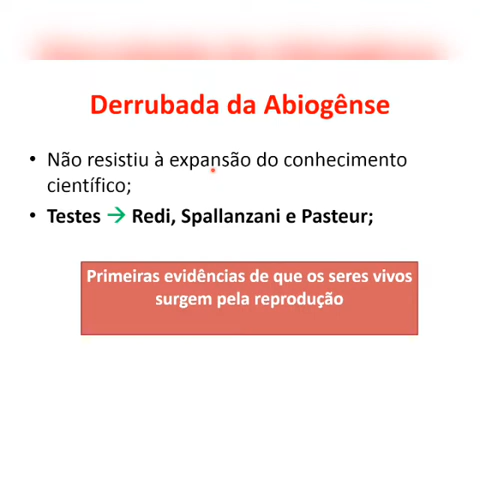 Derrubada da Abiogênse
• Não resistiu à expansão do conhecimento
científico;
• Testes → Redi, Spallanzani e Pasteur;
Primeiras evidências de que os seres vivos
surgem pela reprodução